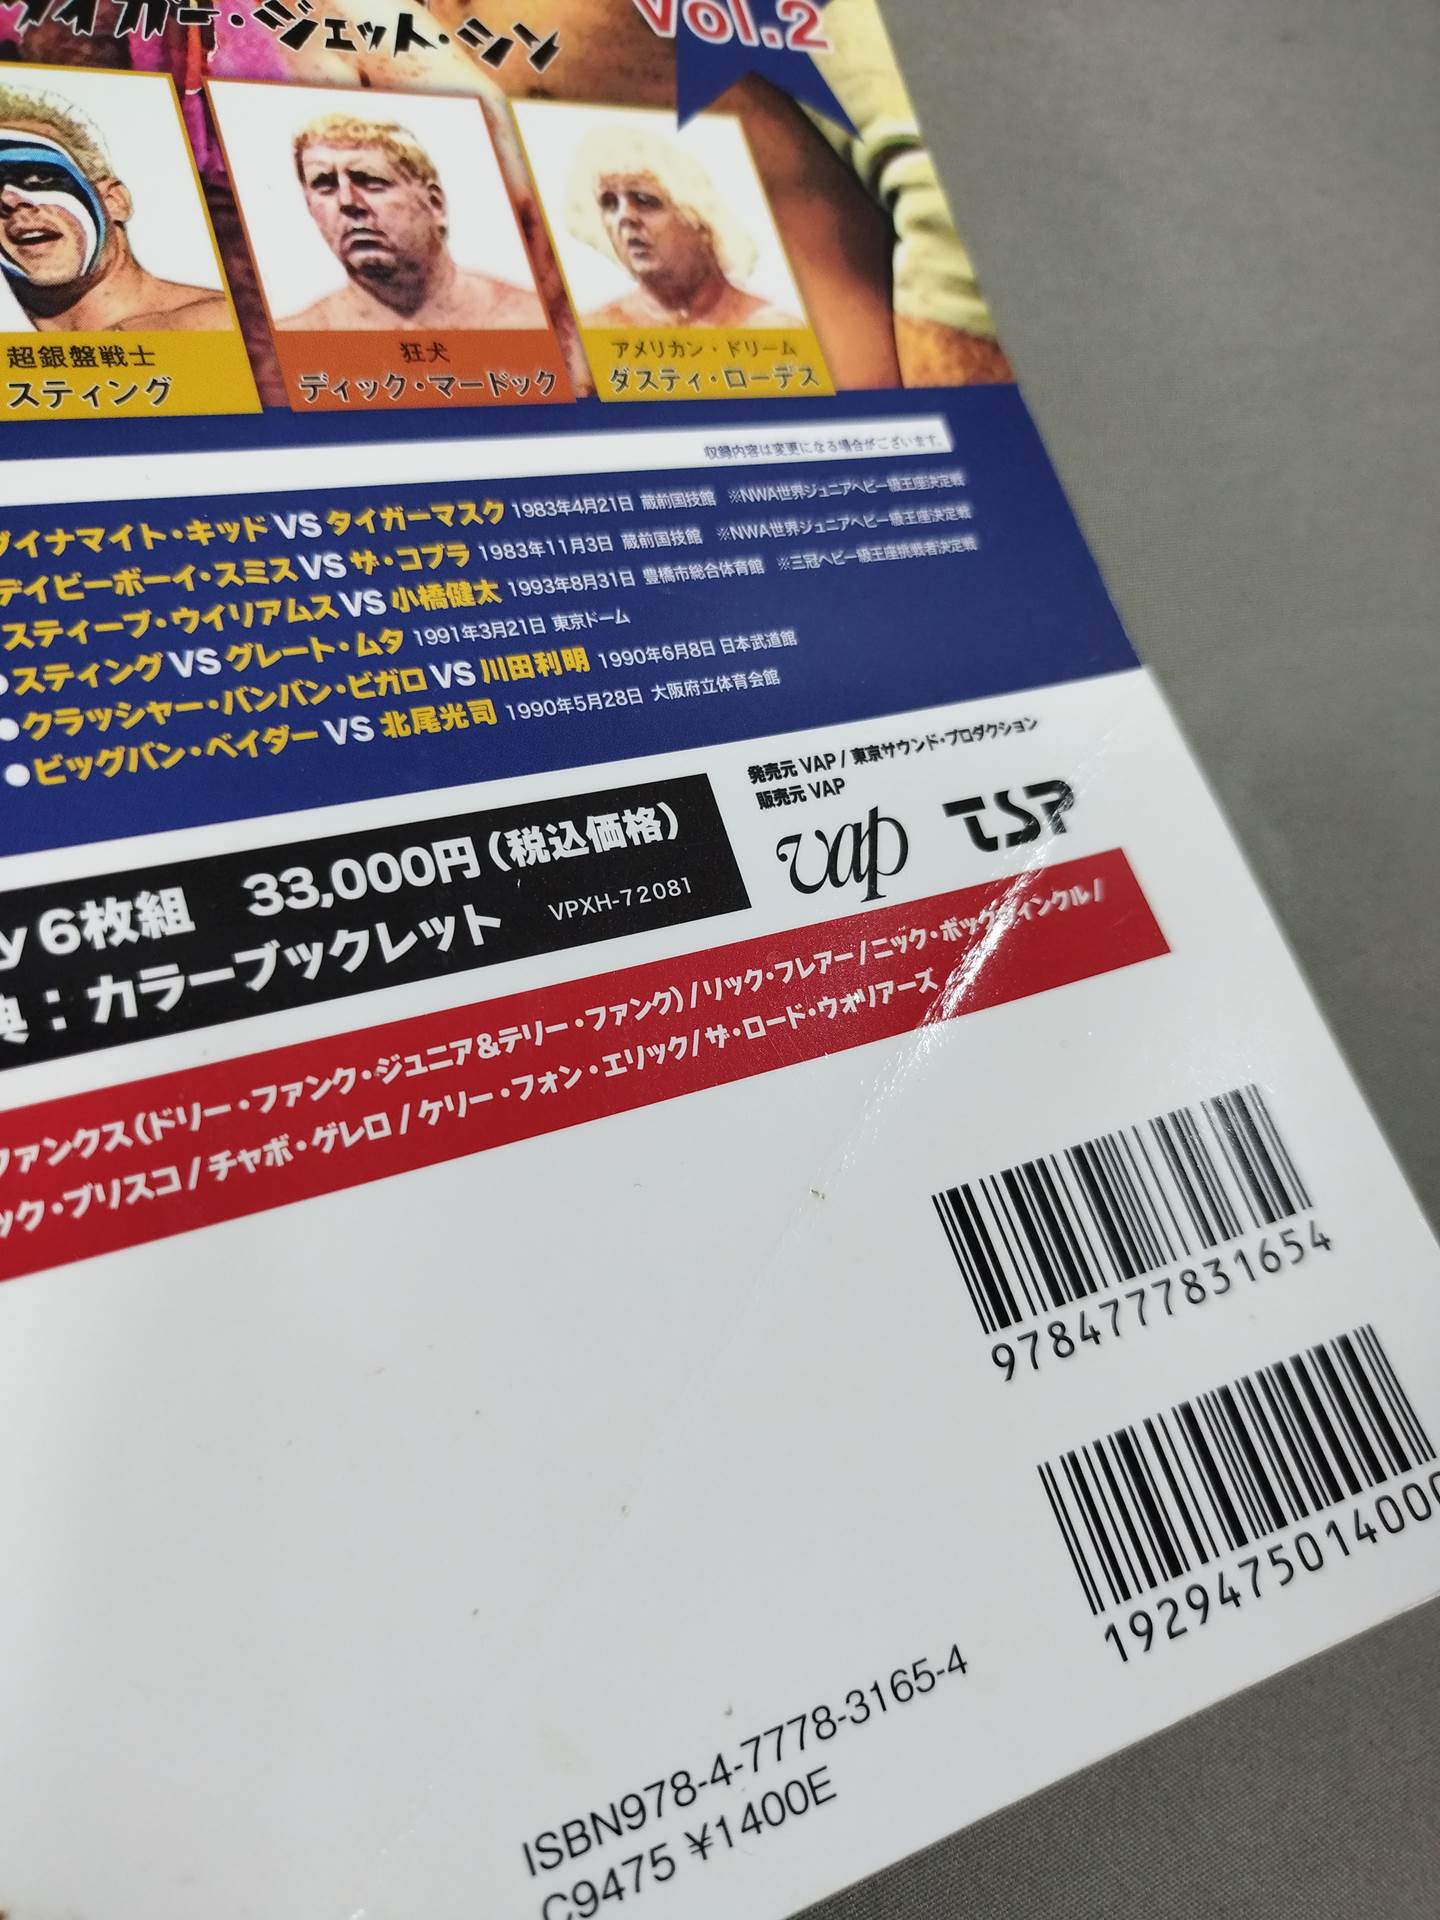 タイガー・ジェット・シン
Vol.2
超銀盤戦士
スティング
狂犬
ディック・マードック
アメリカン・ドリーム
ダスティ・ローデス
収録内容は変更になる場合がございます。
ダイナマイト・キッド VS タイガーマスク 1983年4月21日 蔵前国技館 ※NWA世界ジュニアヘビー級王座決定戦
デイビーボーイ・スミス VS ザ・コブラ 1983年11月3日 蔵前国技館 ※NWA世界ジュニアヘビー級王座決定戦
スティーブ・ウイリアムス VS 小橋健太 1993年8月31日 豊橋市総合体育館 ※三冠ヘビー級王座挑戦者決定戦
●スティング VS グレート・ムタ 1991年3月21日 東京ドーム
●クラッシャー・バンバン・ビガロ VS 川田利明 1990年6月8日 日本武道館
●ビッグバン・ベイダー VS 北尾光司 1990年5月28日 大阪府立体育会館
発売元 VAP / 東京サウンド・プロダクション
販売元 VAP
vap TSP
y 6枚組 33,000円(税込価格)
典:カラーブックレット VPXH-72081
ファンクス(ドリー・ファンク・ジュニア&テリー・ファンク)/リック・フレアー/ニック・ボックウィンクル/
ック・ブリスコ/チャボ・ゲレロ/ケリー・フォン・エリック/ザ・ロード・ウォリアーズ
9784777831654
192947501400
ISBN978-4-7778-3165-4
C9475 ¥1400E